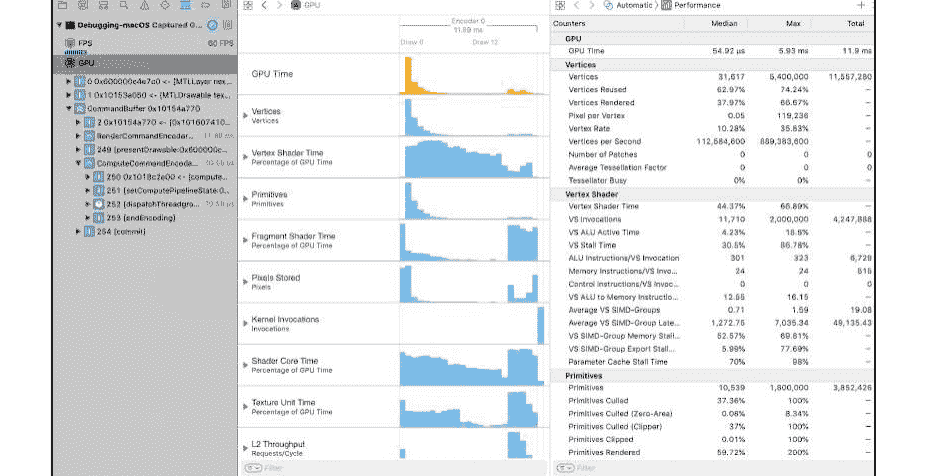 GPU
Automatic
Performance
Debugging-macOS Captured G...
FPS
60 FPS
GPU
0 0x600000c4e7c0 <- [MTLLayer nex...
1 0x10153a050 <- [MTLDrawable tex...
CommandBuffer 0x10154a770
2 0x10154a770 <- [0x101607410...
RenderCommandEncoder...
249 [presentDrawable:0x600000c...
ComputeCommandEncoda...
250 0x1018c2e00 <- [compute...
251 [setComputePipelineState:0...
252 [dispatchThreadgro...
253 [endEncoding]
254 [commit]
Encoder 0
11.89 ms
Draw 0
Draw 12
GPU Time
Vertices
Vertices
Vertex Shader Time
Percentage of GPU Time
Primitives
Primitives
Fragment Shader Time
Percentage of GPU Time
Pixels Stored
Pixels
Kernel Invocations
Invocations
Shader Core Time
Percentage of GPU Time
Texture Unit Time
Percentage of GPU Time
L2 Throughput
Requests/Cycle
Filter
Counters Median Max Total
GPU
GPU Time 54.92 µs 5.93 ms 11.9 ms
Vertices
Vertices 31,617 5,400,000 11,557,280
Vertices Reused 62.97% 74.24% –
Vertices Rendered 37.97% 66.67% –
Pixel per Vertex 0.05 119,236 –
Vertex Rate 10.28% 35.83% –
Vertices per Second 112,564,600 889,383,600 –
Number of Patches 0 0 0
Average Tessellation Factor 0 0 0
Tessellator Busy 0% 0% –
Vertex Shader
Vertex Shader Time 44.37% 66.89% –
VS Invocations 11,710 2,000,000 4,247,888
VS ALU Active Time 4.23% 18.8% –
VS Stall Time 30.5% 86.78% –
ALU Instructions/VS Invocation 301 323 6,729
Memory Instructions/VS Invo... 24 24 515
Control Instructions/VS Invoc... 0 0 0
VS ALU to Memory Instructio... 12.55 16.15 –
Average VS SIMD-Groups 0.71 1.59 19.08
Average VS SIMD-Group Late... 1,272.75 7,035.34 49,135.43
VS SIMD-Group Memory Stall... 52.57% 69.81% –
VS SIMD-Group Export Stall... 5.99% 77.69% –
Parameter Cache Stall Time 70% 98% –
Primitives
Primitives 10,539 1,800,000 3,852,426
Primitives Culled 37.36% 100% –
Primitives Culled (Zero-Area) 0.06% 8.34% –
Primitives Culled (Clipper) 37% 100% –
Primitives Clipped 0.01% 100% –
Primitives Rendered 59.72% 200% –
Filter